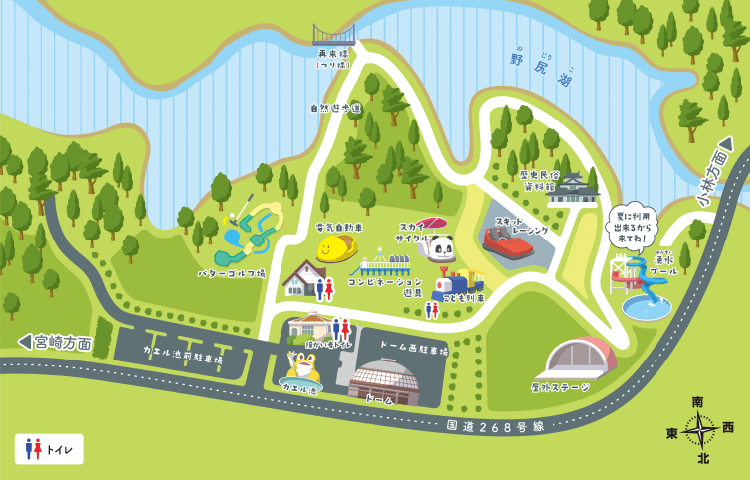 再来橋
(つり橋)
のじりこ
野尻湖
自然遊歩道
小林方面
歴史民俗
資料館
夏に利用
出来るから
来てね!
ゆうすい
湧水
プール
スキッド
レーシング
電気自動車
スカイ
サイクル
パターゴルフ場
コンビネーション
遊具
こども列車
障がい者トイレ
宮崎方面
カエル池前駐車場
ドーム西駐車場
カエル池
ドーム
屋外ステージ
国道268号線
トイレ
南
東
西
北